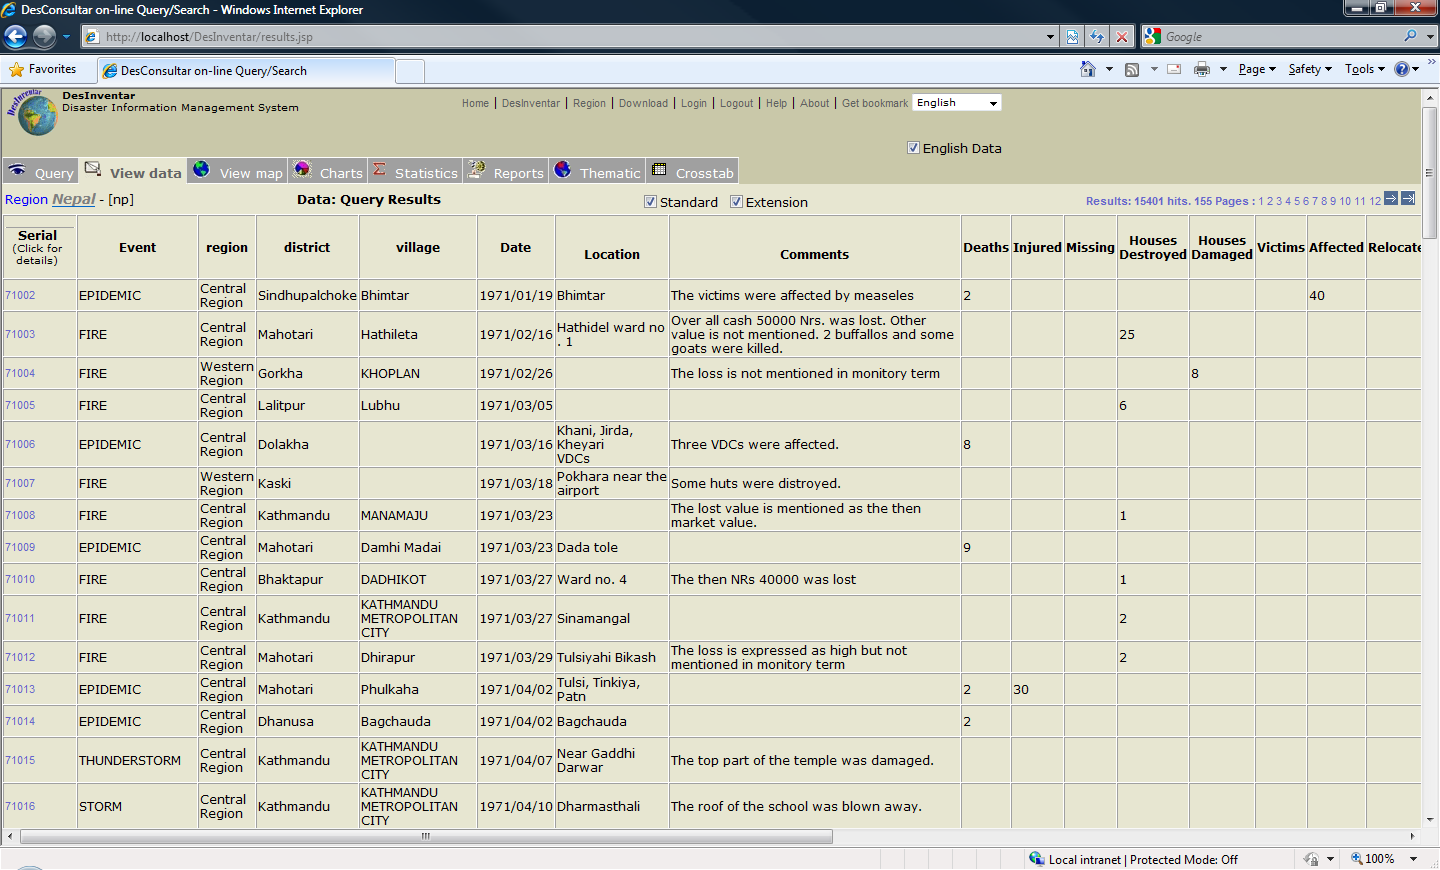 DesConsultar on-line Query/Search - Windows Internet Explorer
http://localhost/DesInventar/results.jsp
Google
Favorites DesConsultar on-line Query/Search Page Safety Tools
DesInventar
DesInventar
Disaster Information Management System
Home | DesInventar | Region | Download | Login | Logout | Help | About | Get bookmark English
English Data
Query View data View map Charts Statistics Reports Thematic Crosstab
Region Nepal - [np] Data: Query Results Standard Extension Results: 15401 hits. 155 Pages : 1 2 3 4 5 6 7 8 9 10 11 12
Serial (Click for details) Event region district village Date Location Comments Deaths Injured Missing Houses Destroyed Houses Damaged Victims Affected Relocate
71002 EPIDEMIC Central Region Sindhupalchoke Bhimtar 1971/01/19 Bhimtar The victims were affected by measeles 2 40
71003 FIRE Central Region Mahotari Hathileta 1971/02/16 Hathidel ward no . 1 Over all cash 50000 Nrs. was lost. Other value is not mentioned. 2 buffallos and some goats were killed. 25
71004 FIRE Western Region Gorkha KHOPLAN 1971/02/26 The loss is not mentioned in monitory term 8
71005 FIRE Central Region Lalitpur Lubhu 1971/03/05 6
71006 EPIDEMIC Central Region Dolakha 1971/03/16 Khani, Jirda, Kheyari VDCs Three VDCs were affected. 8
71007 FIRE Western Region Kaski 1971/03/18 Pokhara near the airport Some huts were distroyed.
71008 FIRE Central Region Kathmandu MANAMAJU 1971/03/23 The lost value is mentioned as the then market value. 1
71009 EPIDEMIC Central Region Mahotari Damhi Madai 1971/03/23 Dada tole 9
71010 FIRE Central Region Bhaktapur DADHIKOT 1971/03/27 Ward no. 4 The then NRs 40000 was lost 1
71011 FIRE Central Region Kathmandu KATHMANDU METROPOLITAN CITY 1971/03/27 Sinamangal 2
71012 FIRE Central Region Mahotari Dhirapur 1971/03/29 Tulsiyahi Bikash The loss is expressed as high but not mentioned in monitory term 2
71013 EPIDEMIC Central Region Mahotari Phulkaha 1971/04/02 Tulsi, Tinkiya, Patn 2 30
71014 EPIDEMIC Central Region Dhanusa Bagchauda 1971/04/02 Bagchauda 2
71015 THUNDERSTORM Central Region Kathmandu KATHMANDU METROPOLITAN CITY 1971/04/07 Near Gaddhi Darwar The top part of the temple was damaged.
71016 STORM Central Region Kathmandu KATHMANDU METROPOLITAN CITY 1971/04/10 Dharmasthali The roof of the school was blown away.
Local intranet | Protected Mode: Off 100%